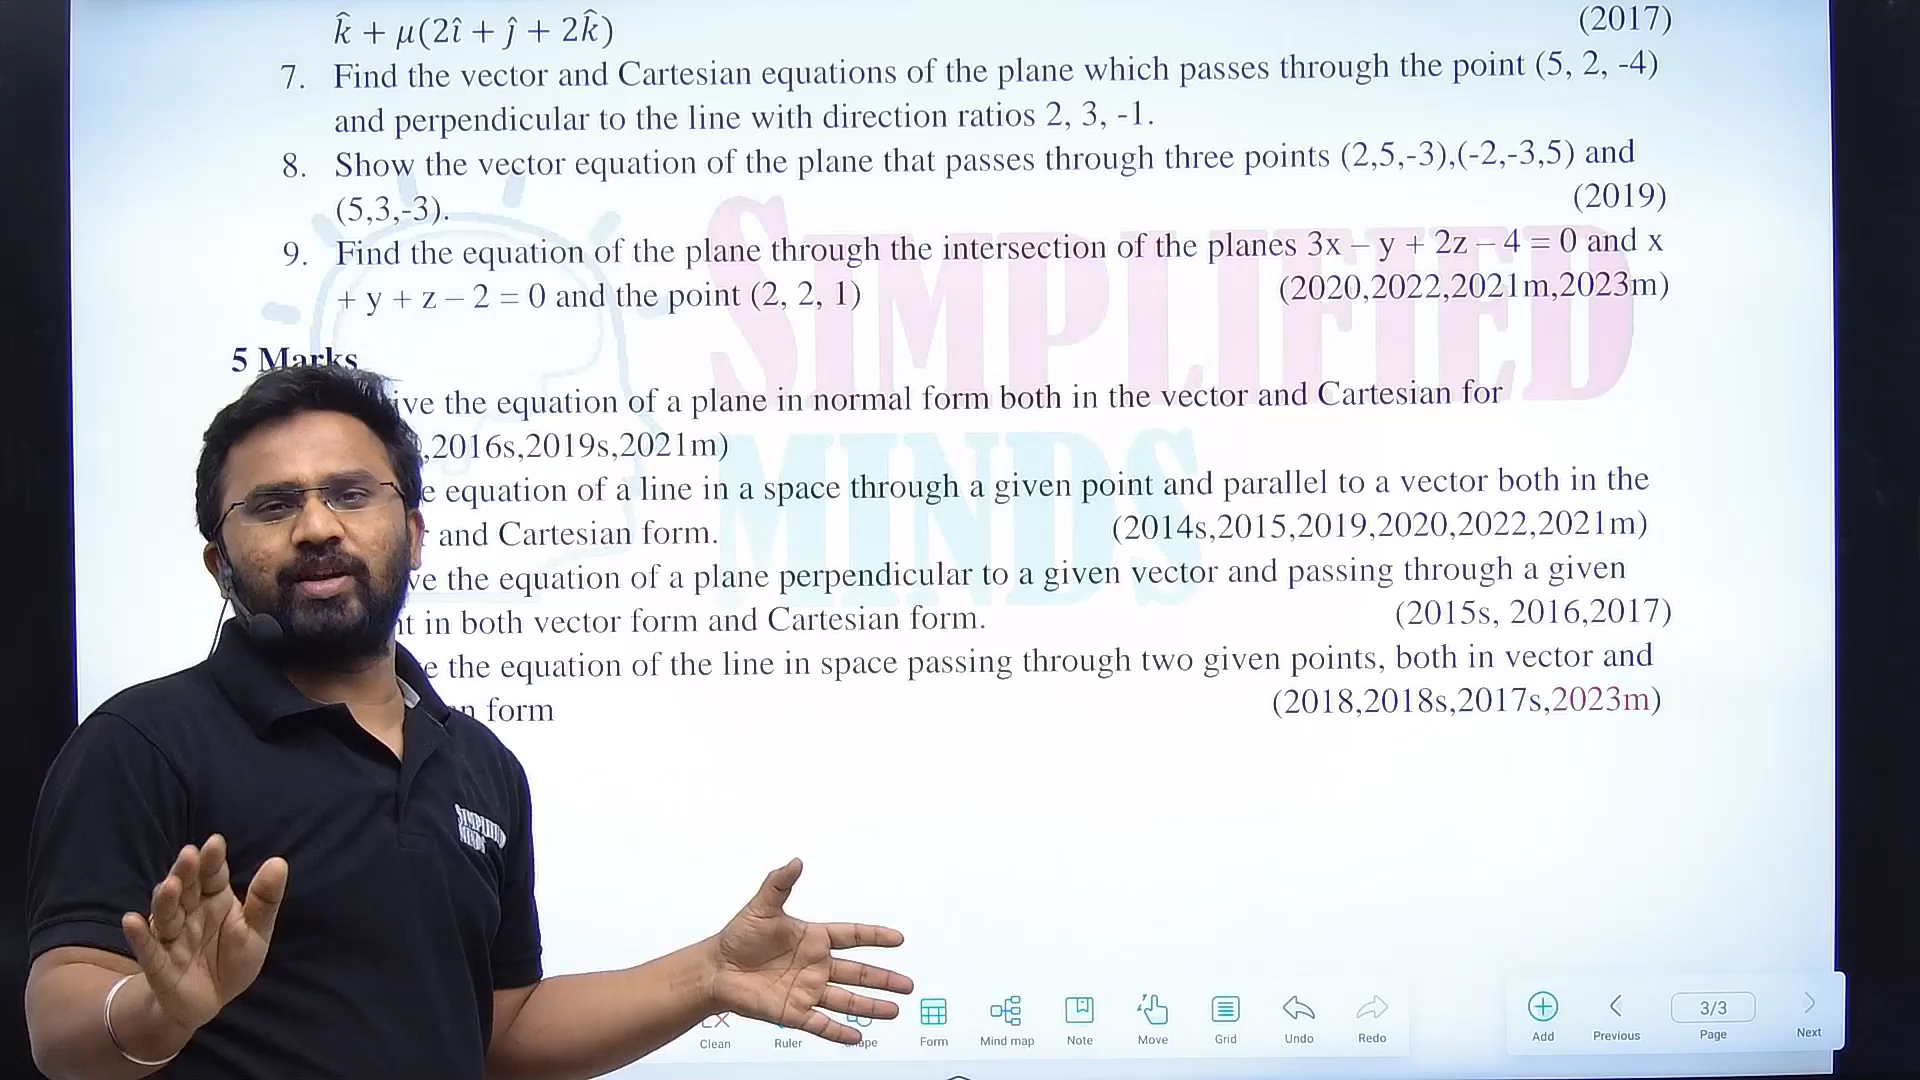 k̂ + μ(2î + ĵ + 2k̂) (2017)
7. Find the vector and Cartesian equations of the plane which passes through the point (5, 2, -4)
and perpendicular to the line with direction ratios 2, 3, -1.
8. Show the vector equation of the plane that passes through three points (2,5,-3),(-2,-3,5) and
(5,3,-3). (2019)
9. Find the equation of the plane through the intersection of the planes 3x – y + 2z – 4 = 0 and x
+ y + z – 2 = 0 and the point (2, 2, 1) (2020,2022,2021m,2023m)
5 Marks
ive the equation of a plane in normal form both in the vector and Cartesian for
,2016s,2019s,2021m)
e equation of a line in a space through a given point and parallel to a vector both in the
and Cartesian form. (2014s,2015,2019,2020,2022,2021m)
ve the equation of a plane perpendicular to a given vector and passing through a given
nt in both vector form and Cartesian form. (2015s, 2016,2017)
e the equation of the line in space passing through two given points, both in vector and
n form (2018,2018s,2017s,2023m)
SIMPLIFIED
MINDS
SIMPLIFIED
MINDS
Clean Ruler Form Mind map Note Move Grid Undo Redo Add Previous 3/3 Page Next